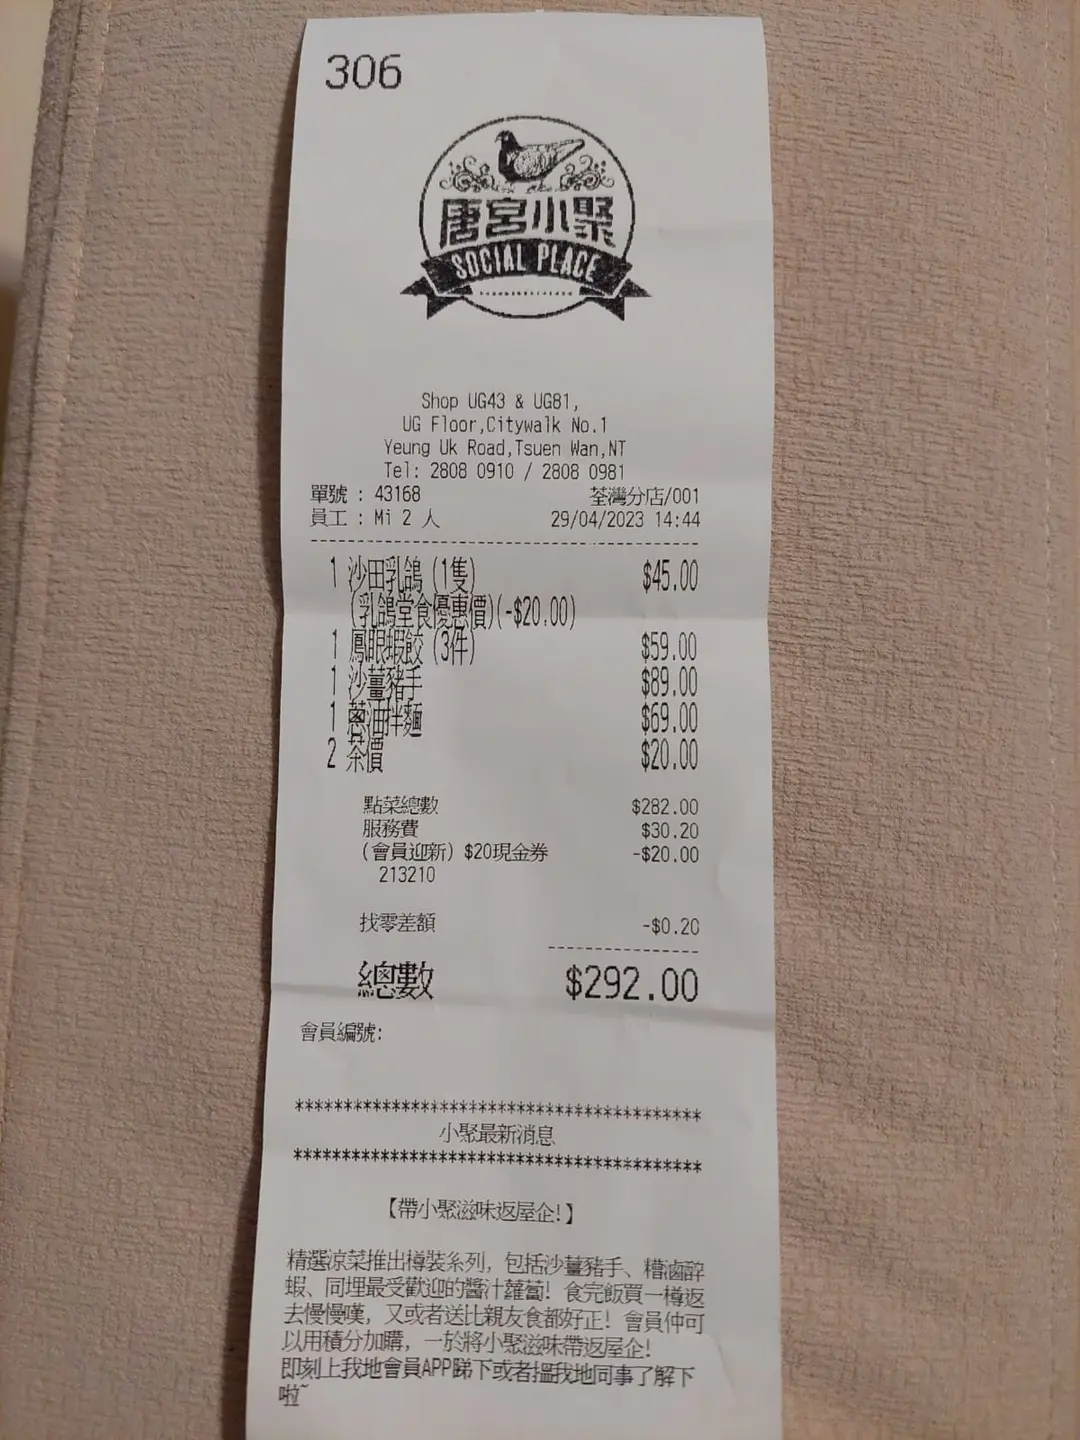 306
唐宮小聚
SOCIAL PLACE
Shop UG43 & UG81,
UG Floor,Citywalk No.1
Yeung Uk Road,Tsuen Wan,NT
Tel: 2808 0910 / 2808 0981
單號 : 43168 荃灣分店/001
員工 : Mi 2 人 29/04/2023 14:44
1 沙田乳鴿 (1隻) $45.00
(乳鴿堂食優惠價)(-$20.00)
1 鳳眼蝦餃 (3件) $59.00
1 沙薑豬手 $89.00
1 蔥油拌麵 $69.00
2 茶價 $20.00
點菜總數 $282.00
服務費 $30.20
(會員迎新) $20現金券 -$20.00
213210
找零差額 -$0.20
總數 $292.00
會員編號:
******************************************
小聚最新消息
******************************************
【帶小聚滋味返屋企!】
精選涼菜推出樽裝系列, 包括沙薑豬手、糟滷醉
蝦、同埋最受歡迎的醬汁蘿蔔! 食完飯買一樽返
去慢慢嘆, 又或者送比親友食都好正! 會員仲可
以用積分加購, 一於將小聚滋味帶返屋企!
即刻上我地會員APP睇下或者搵我地同事了解下
啦~